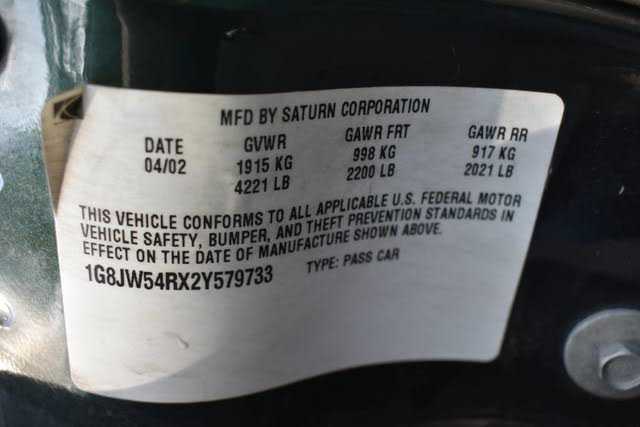 MFD BY SATURN CORPORATION
DATE GVWR GAWR FRT GAWR RR
04/02 1915 KG 998 KG 917 KG
4221 LB 2200 LB 2021 LB
THIS VEHICLE CONFORMS TO ALL APPLICABLE U.S. FEDERAL MOTOR
VEHICLE SAFETY, BUMPER, AND THEFT PREVENTION STANDARDS IN
EFFECT ON THE DATE OF MANUFACTURE SHOWN ABOVE.
1G8JW54RX2Y579733 TYPE: PASS CAR